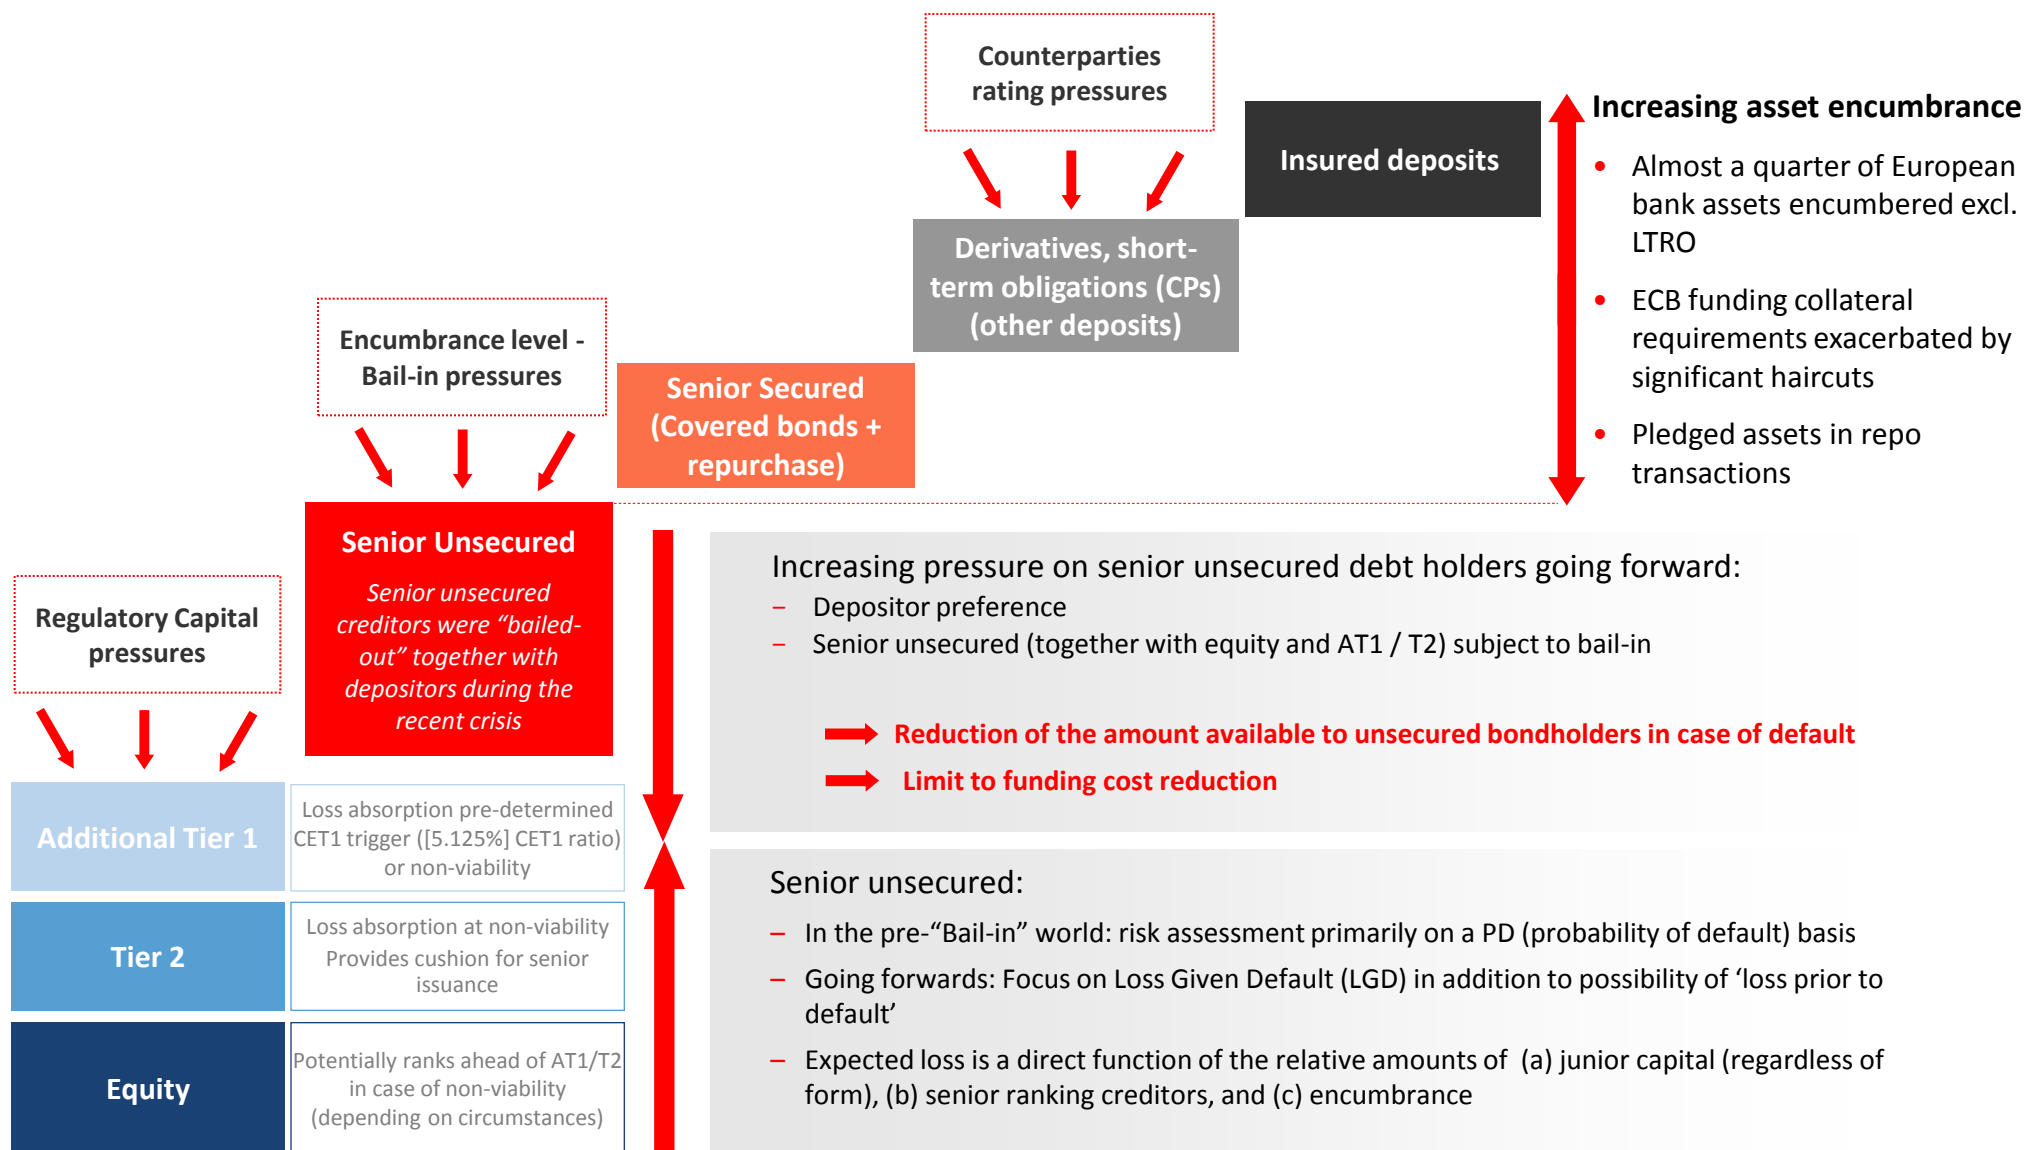 Counterparties
rating pressures
Insured deposits
Increasing asset encumbrance
• Almost a quarter of European
bank assets encumbered excl.
LTRO
• ECB funding collateral
requirements exacerbated by
significant haircuts
• Pledged assets in repo
transactions
Derivatives, short-
term obligations (CPs)
(other deposits)
Encumbrance level -
Bail-in pressures
Senior Secured
(Covered bonds +
repurchase)
Senior Unsecured
Senior unsecured
creditors were “bailed-
out” together with
depositors during the
recent crisis
Regulatory Capital
pressures
Increasing pressure on senior unsecured debt holders going forward:
– Depositor preference
– Senior unsecured (together with equity and AT1 / T2) subject to bail-in
Reduction of the amount available to unsecured bondholders in case of default
Limit to funding cost reduction
Additional Tier 1
Loss absorption pre-determined
CET1 trigger ([5.125%] CET1 ratio)
or non-viability
Tier 2
Loss absorption at non-viability
Provides cushion for senior
issuance
Equity
Potentially ranks ahead of AT1/T2
in case of non-viability
(depending on circumstances)
Senior unsecured:
– In the pre-“Bail-in” world: risk assessment primarily on a PD (probability of default) basis
– Going forwards: Focus on Loss Given Default (LGD) in addition to possibility of ‘loss prior to
default’
– Expected loss is a direct function of the relative amounts of (a) junior capital (regardless of
form), (b) senior ranking creditors, and (c) encumbrance